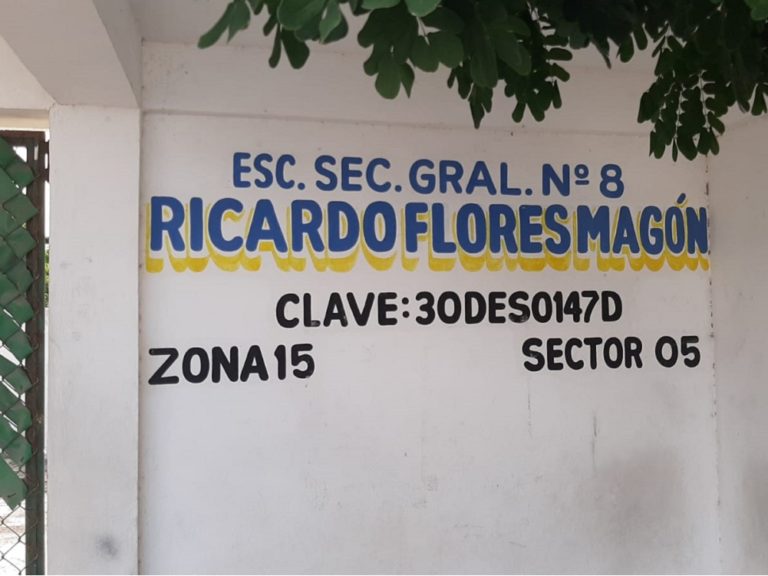 ESC. SEC. GRAL. Nº 8
RICARDO FLORES MAGÓN
CLAVE: 30DES0147D
ZONA 15 SECTOR 05